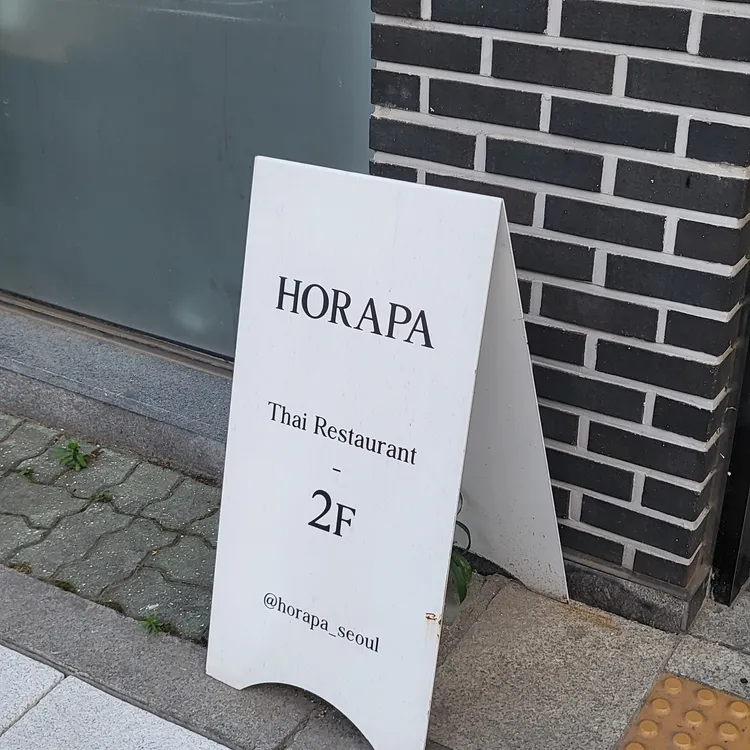 HORAPA
Thai Restaurant
-
2F
@horapa_seoul